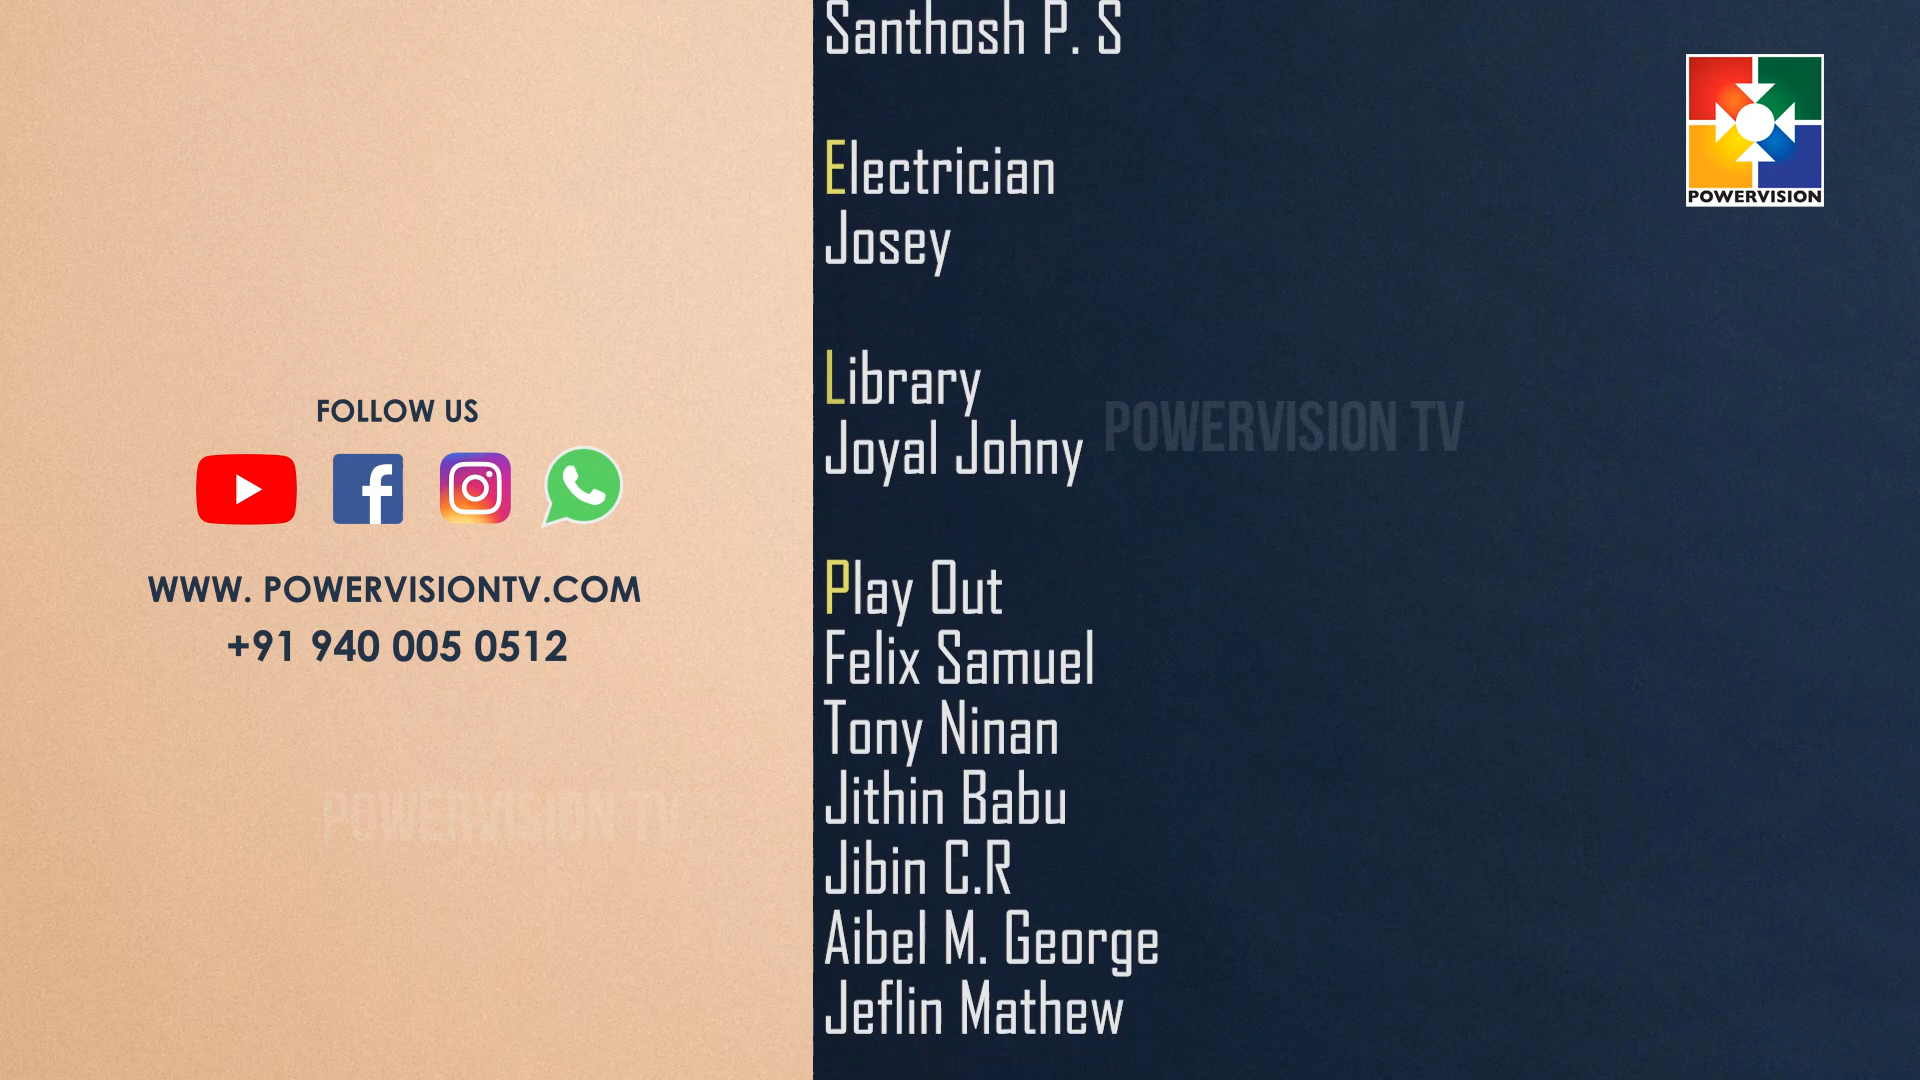 FOLLOW US
WWW. POWERVISIONTV.COM
+91 940 005 0512
POWERVISION TV
Santhosh P. S
Electrician
Josey
Library
Joyal Johny
Play Out
Felix Samuel
Tony Ninan
Jithin Babu
Jibin C.R
Aibel M. George
Jeflin Mathew
POWERVISION TV
POWERVISION